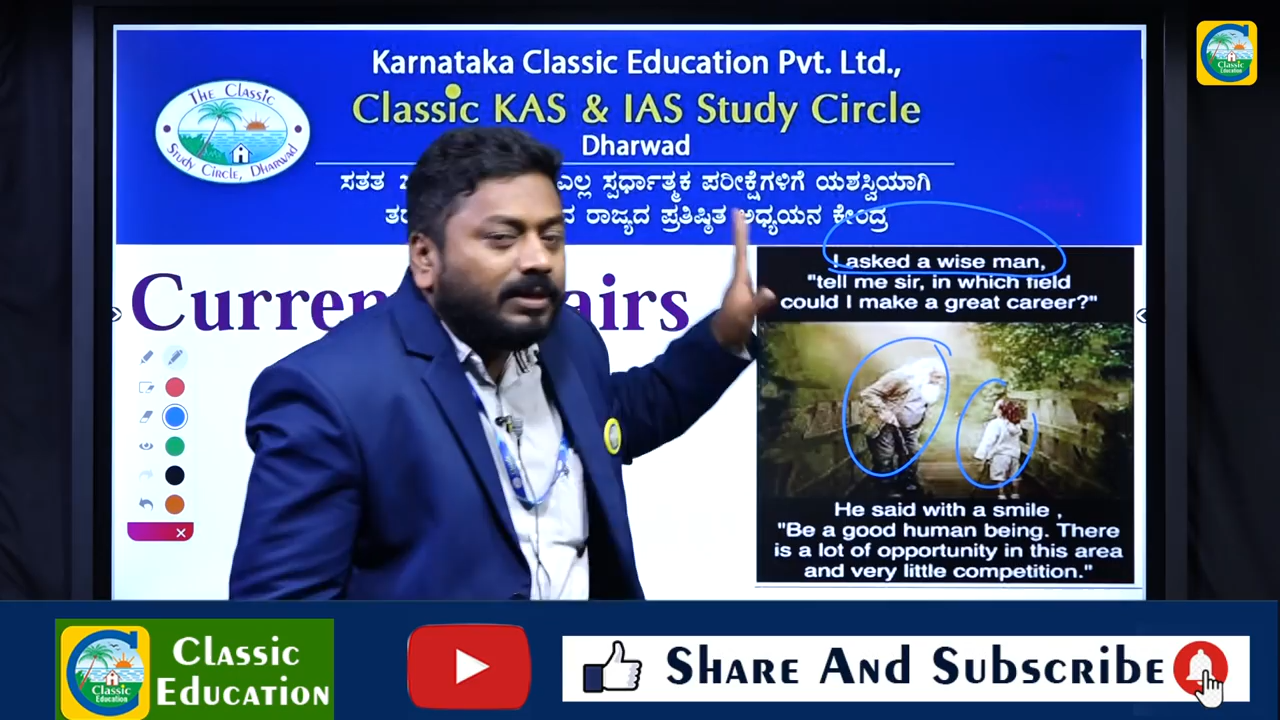 Karnataka Classic Education Pvt. Ltd.,
Classic KAS & IAS Study Circle
Dharwad
The Classic
Study Circle, Dharwad
ಸತತ ಎಲ್ಲ ಸ್ಪರ್ಧಾತ್ಮಕ ಪರೀಕ್ಷೆಗಳಿಗೆ ಯಶಸ್ವಿಯಾಗಿ
ರಾಜ್ಯದ ಪ್ರತಿಷ್ಠಿತ ಅಧ್ಯಯನ ಕೇಂದ್ರ
Classic
Education
I asked a wise man,
"tell me sir, in which field
could I make a great career?"
He said with a smile ,
"Be a good human being. There
is a lot of opportunity in this area
and very little competition."
Classic
Education
Classic
Education
Share And Subscribe